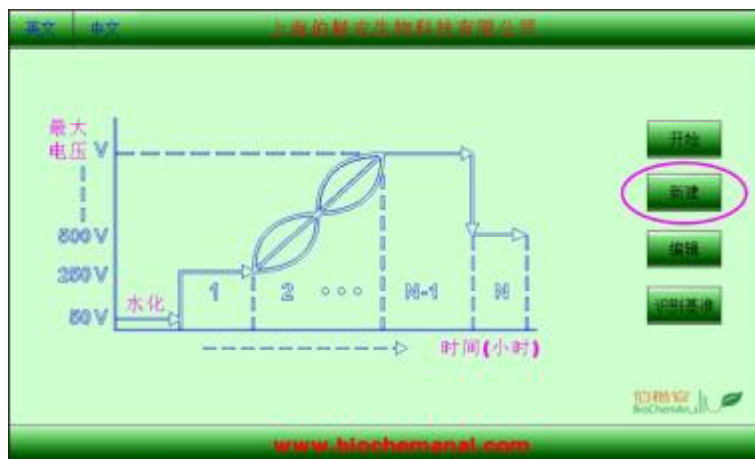 英文 中文 上海伯楷安生物科技有限公司
最大
电压 V
500 V
250 V
50 V
水化
1 2 N-1 N
时间(小时)
开始
新建
编辑
识别基准
伯楷安
BioChemAnal
www.biochemanal.com